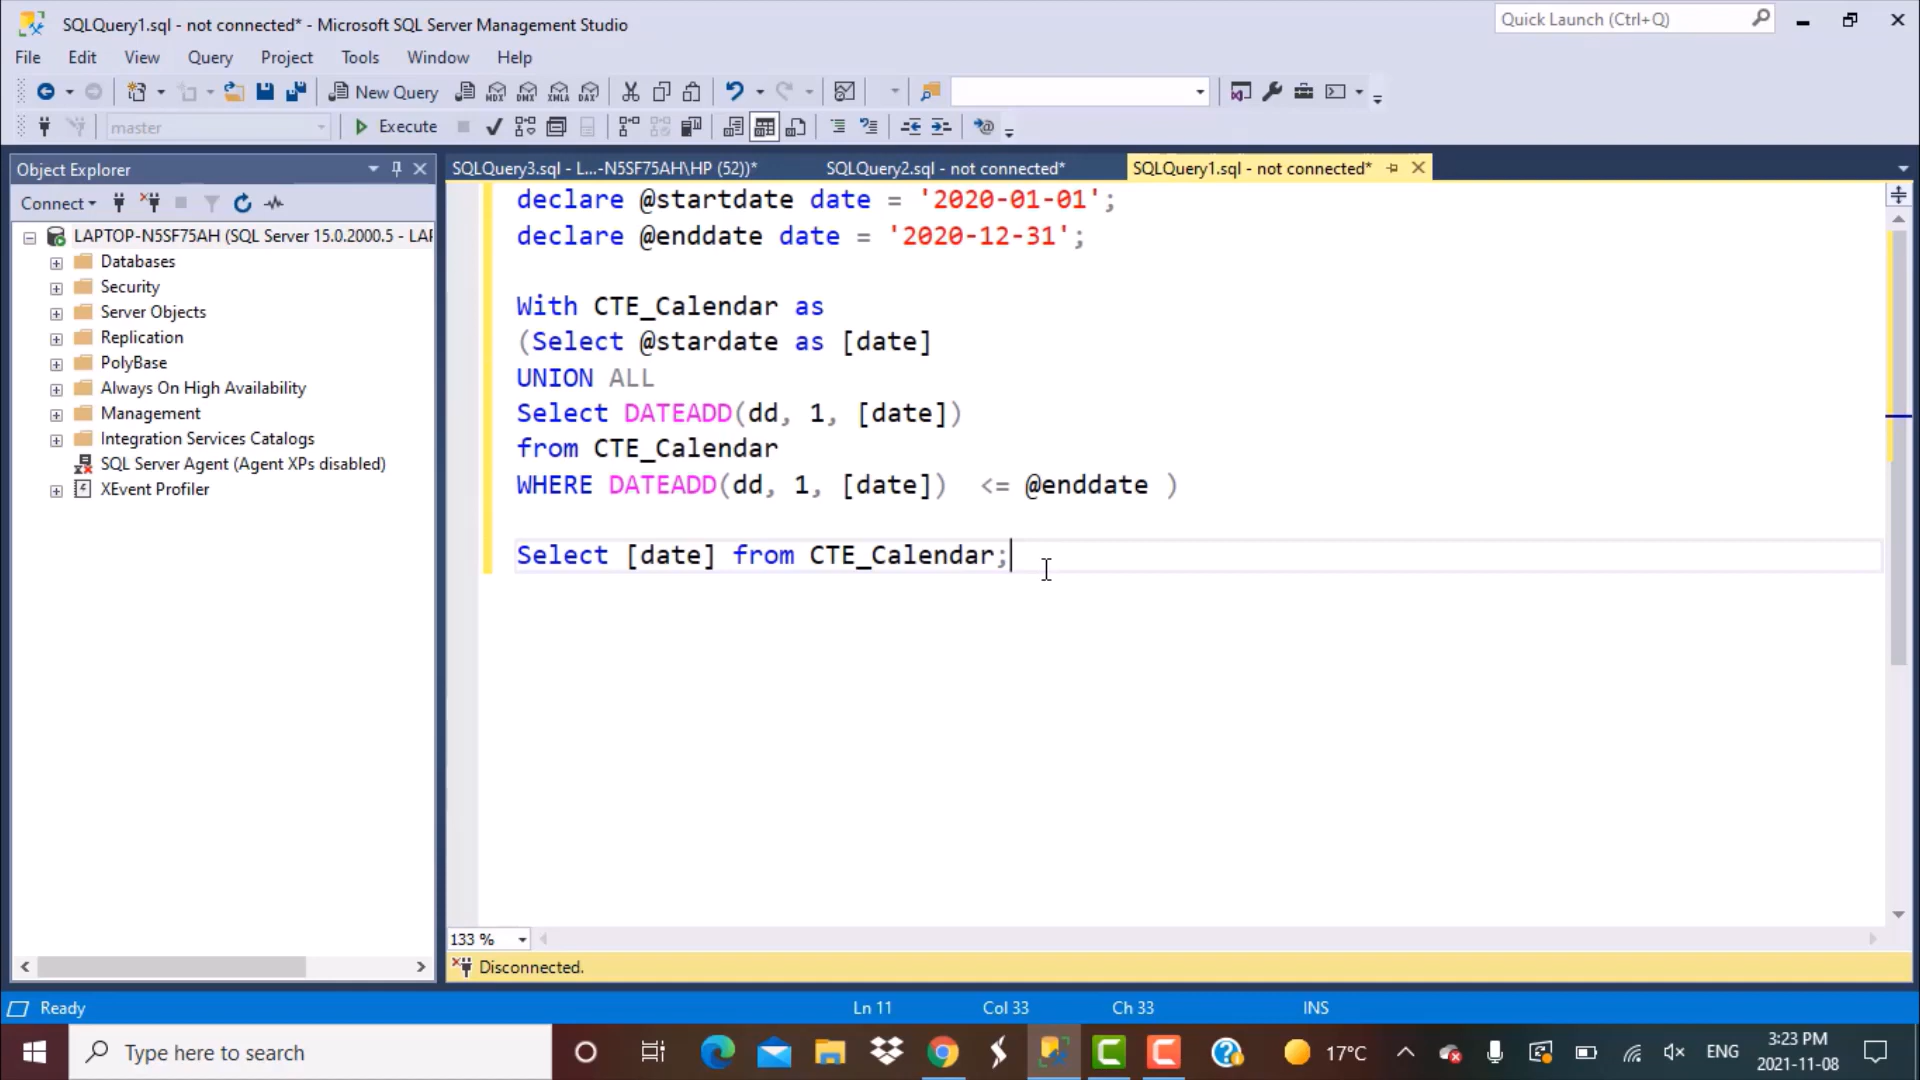 SQLQuery1.sql - not connected* - Microsoft SQL Server Management Studio
Quick Launch (Ctrl+Q)
File Edit View Query Project Tools Window Help
New Query
MDX DMX XMLA DAX
master
Execute
Object Explorer
SQLQuery3.sql - L...-N5SF75AH\HP (52))*
SQLQuery2.sql - not connected*
SQLQuery1.sql - not connected*
Connect
LAPTOP-N5SF75AH (SQL Server 15.0.2000.5 - LAP
Databases
Security
Server Objects
Replication
PolyBase
Always On High Availability
Management
Integration Services Catalogs
SQL Server Agent (Agent XPs disabled)
XEvent Profiler
declare @startdate date = '2020-01-01';
declare @enddate date = '2020-12-31';
With CTE_Calendar as
(Select @stardate as [date]
UNION ALL
Select DATEADD(dd, 1, [date])
from CTE_Calendar
WHERE DATEADD(dd, 1, [date]) <= @enddate )
Select [date] from CTE_Calendar;
133 %
Disconnected.
Ready
Ln 11
Col 33
Ch 33
INS
Type here to search
17°C
ENG
3:23 PM
2021-11-08